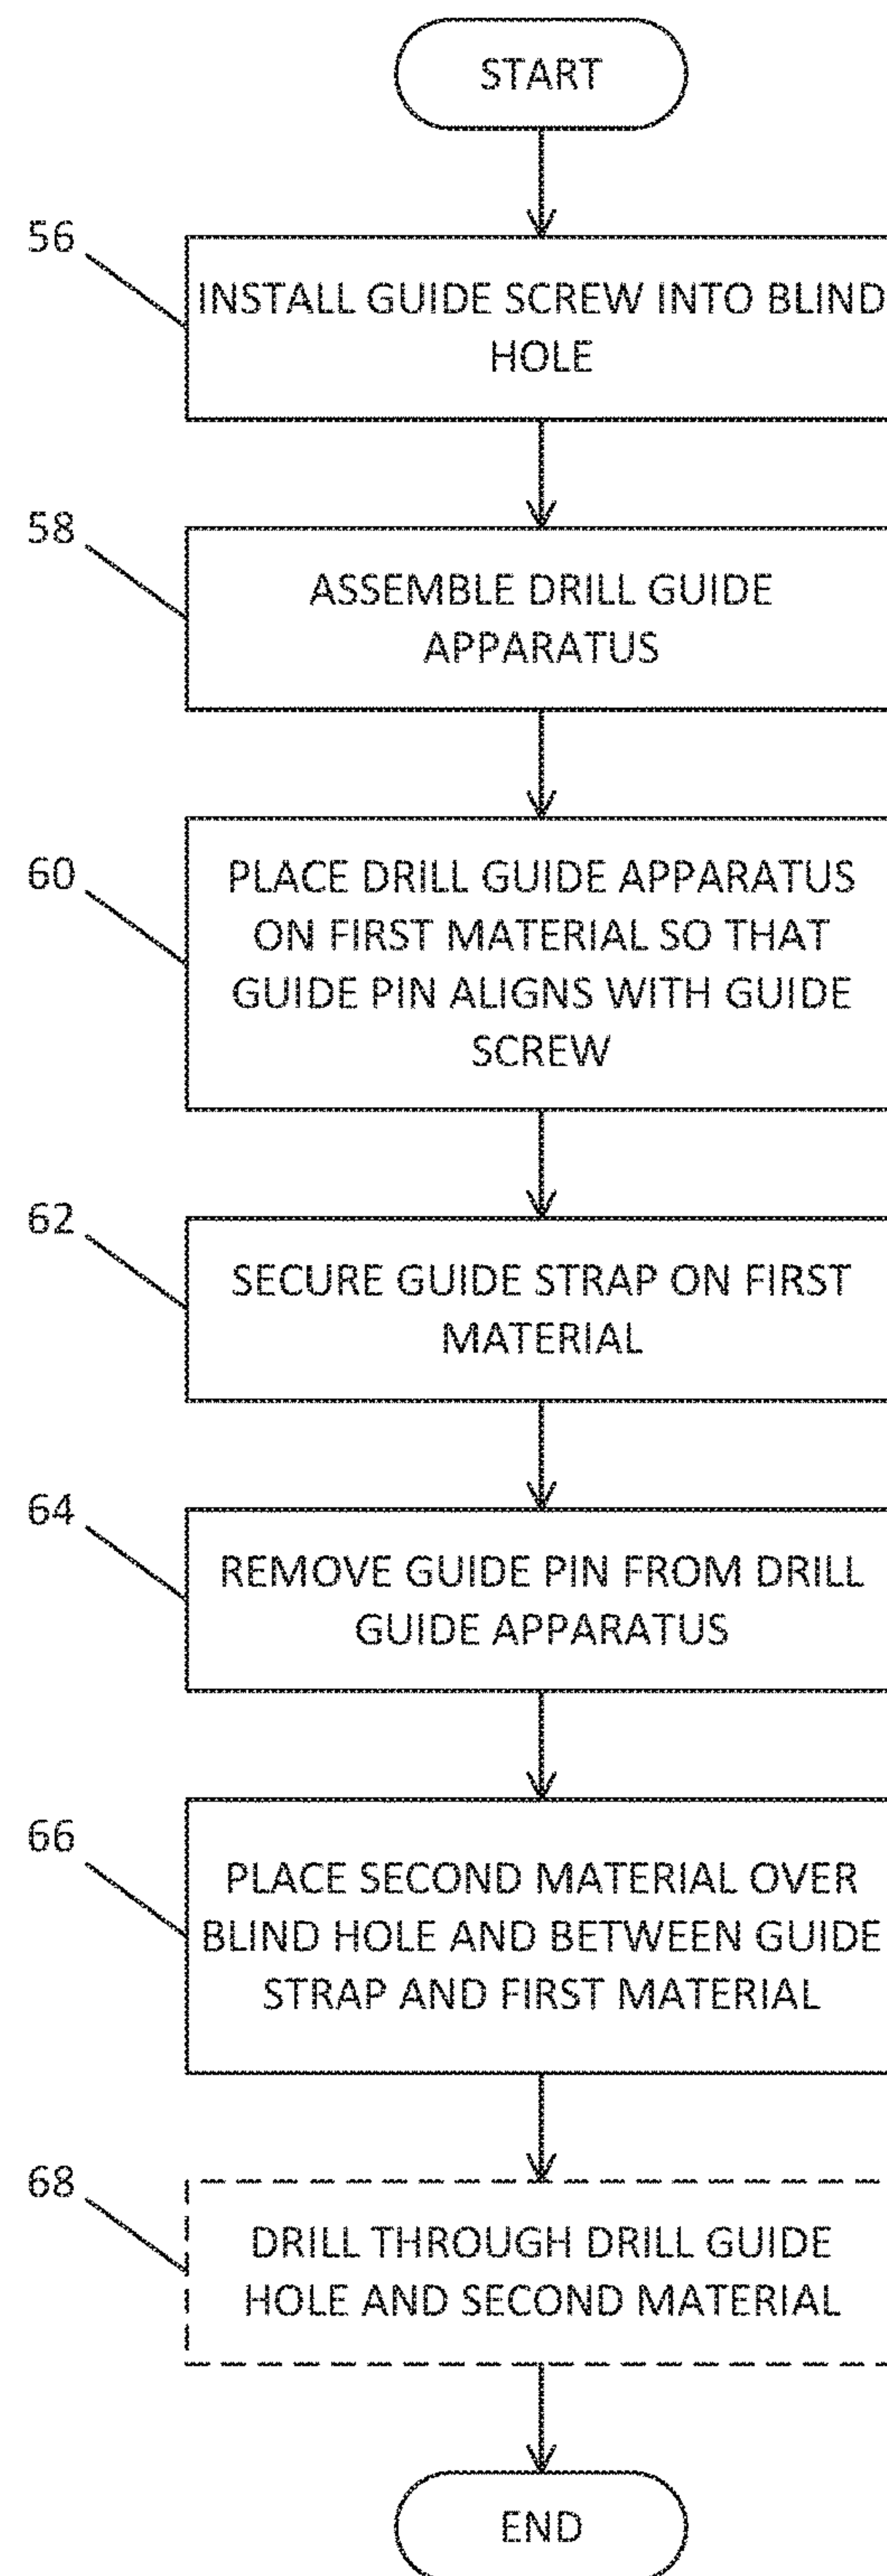 START
56
INSTALL GUIDE SCREW INTO BLIND
HOLE
58
ASSEMBLE DRILL GUIDE
APPARATUS
60
PLACE DRILL GUIDE APPARATUS
ON FIRST MATERIAL SO THAT
GUIDE PIN ALIGNS WITH GUIDE
SCREW
62
SECURE GUIDE STRAP ON FIRST
MATERIAL
64
REMOVE GUIDE PIN FROM DRILL
GUIDE APPARATUS
66
PLACE SECOND MATERIAL OVER
BLIND HOLE AND BETWEEN GUIDE
STRAP AND FIRST MATERIAL
68
DRILL THROUGH DRILL GUIDE
HOLE AND SECOND MATERIAL
END